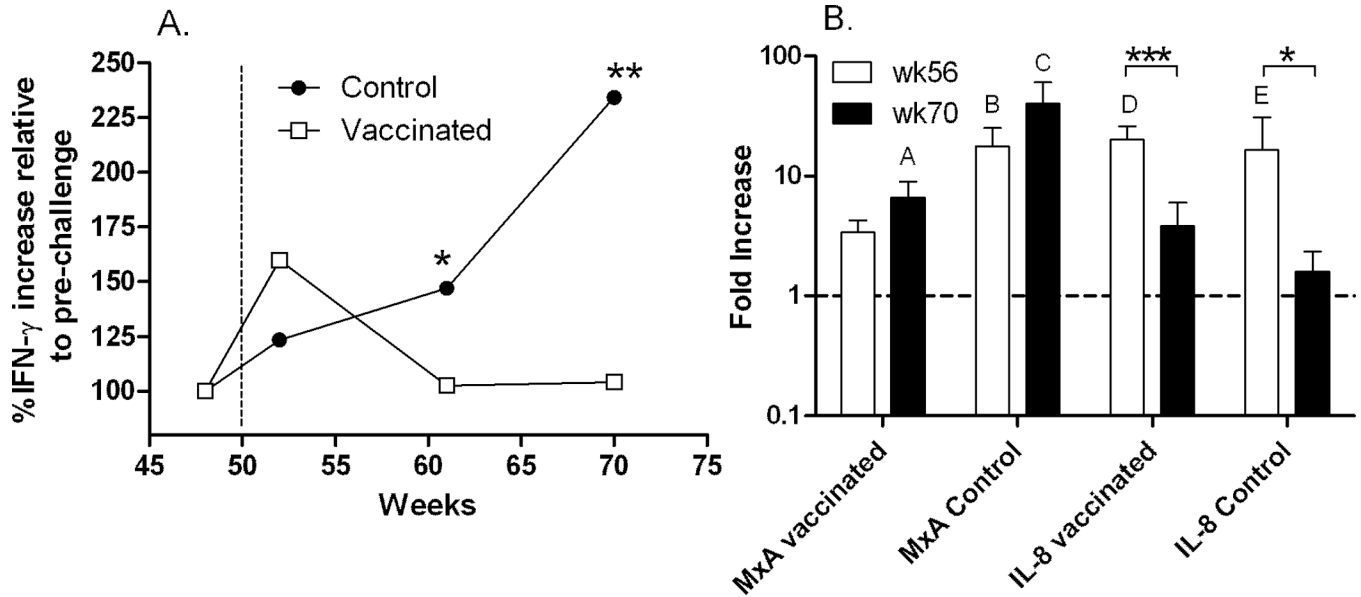 A.
%IFN-γ increase relative
to pre-challenge
250
225
200
175
150
125
100
Control
Vaccinated
*
**
45
50
55
60
65
70
75
Weeks
B.
Fold Increase
100
10
1
0.1
wk56
wk70
A
B
C
D
E
***
*
MxA vaccinated
MxA Control
IL-8 vaccinated
IL-8 Control